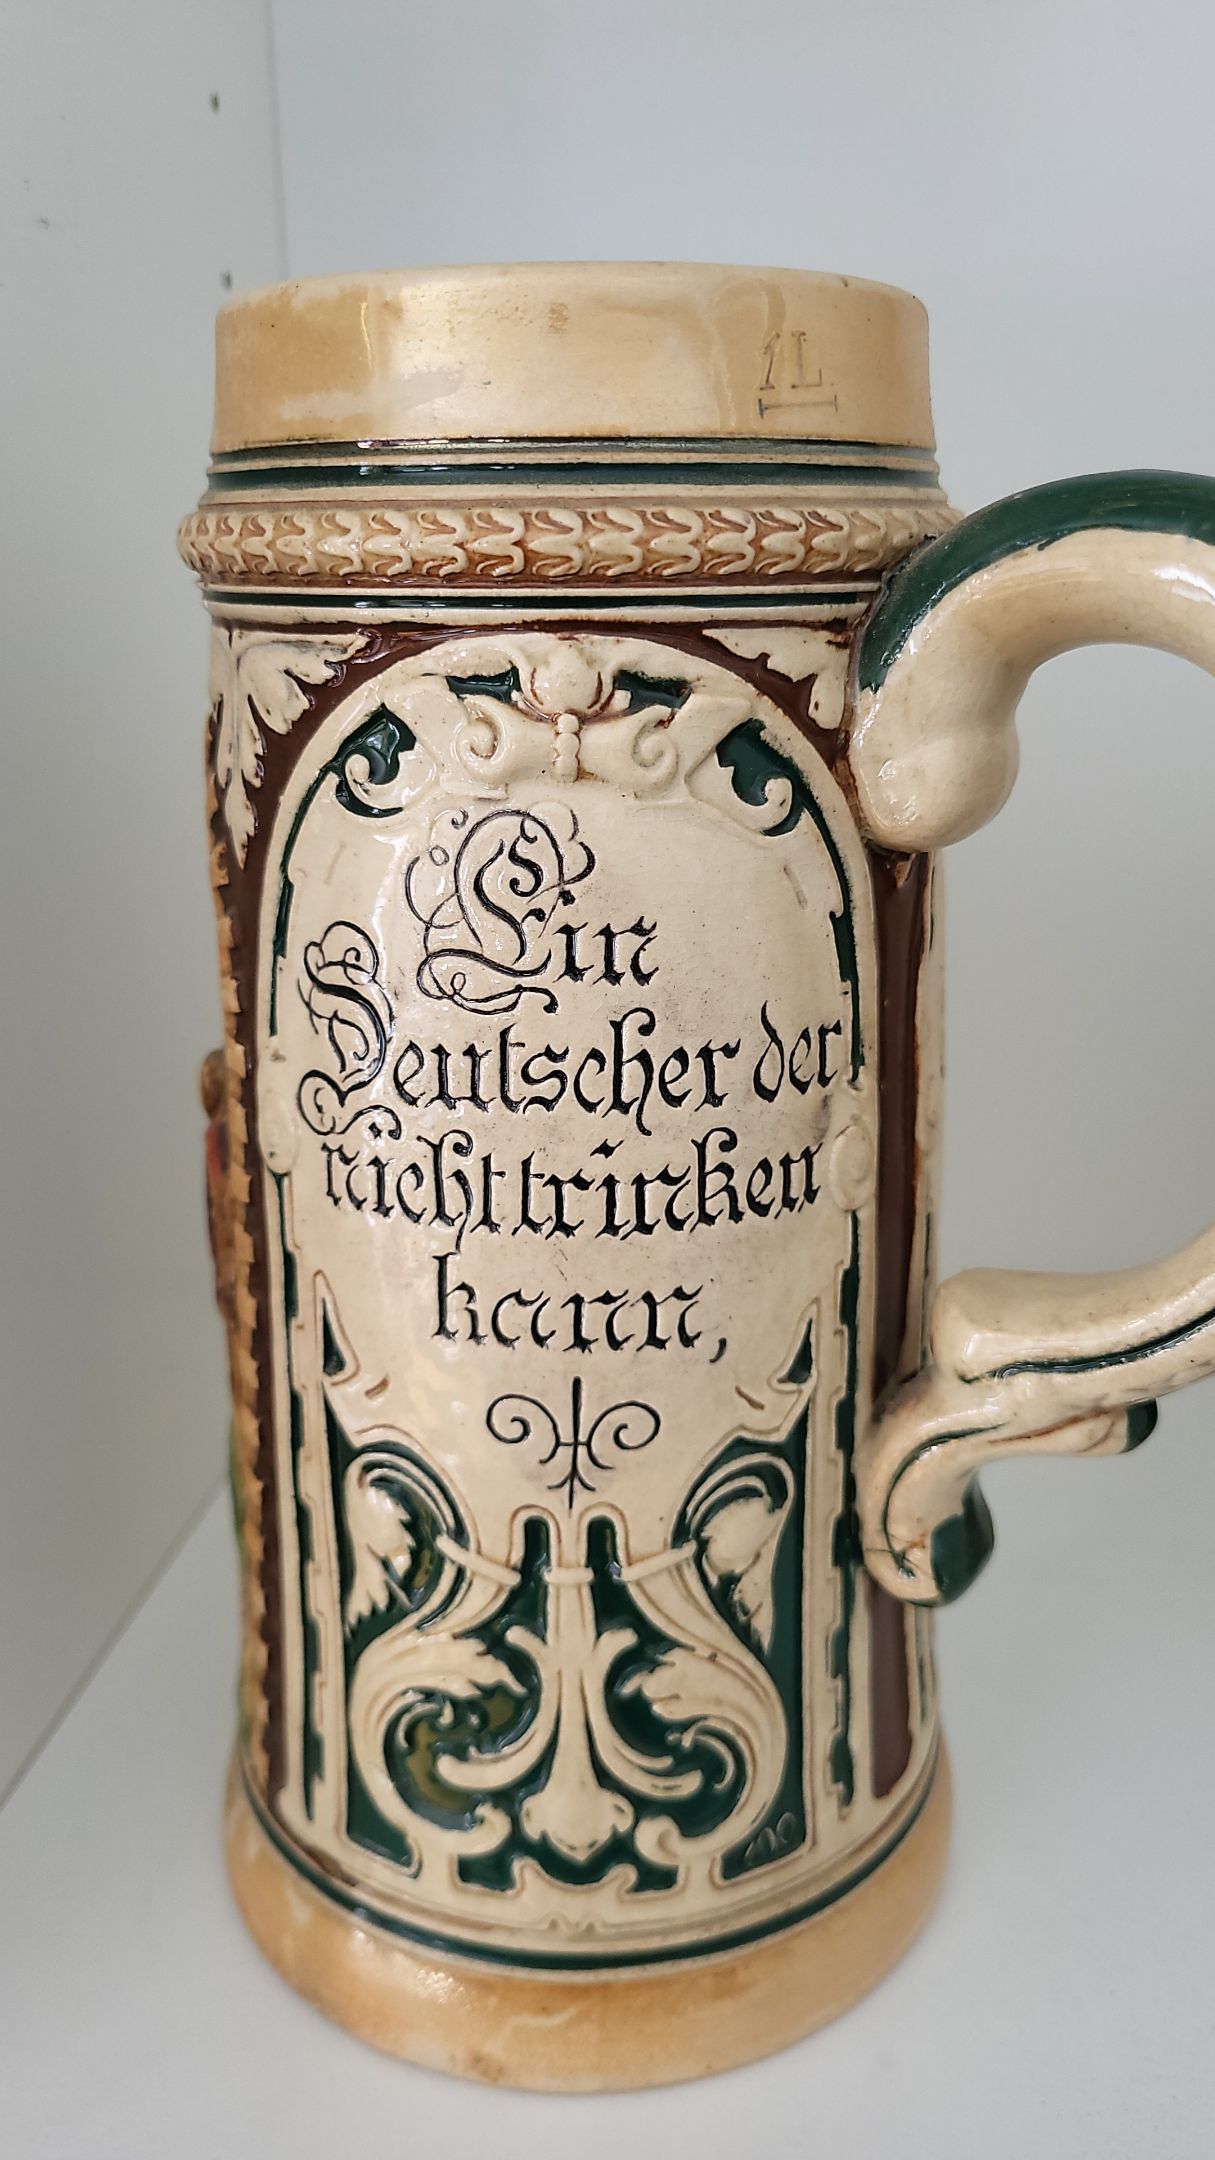 1L
Ein
Deutscher der
nicht trinken
kann,